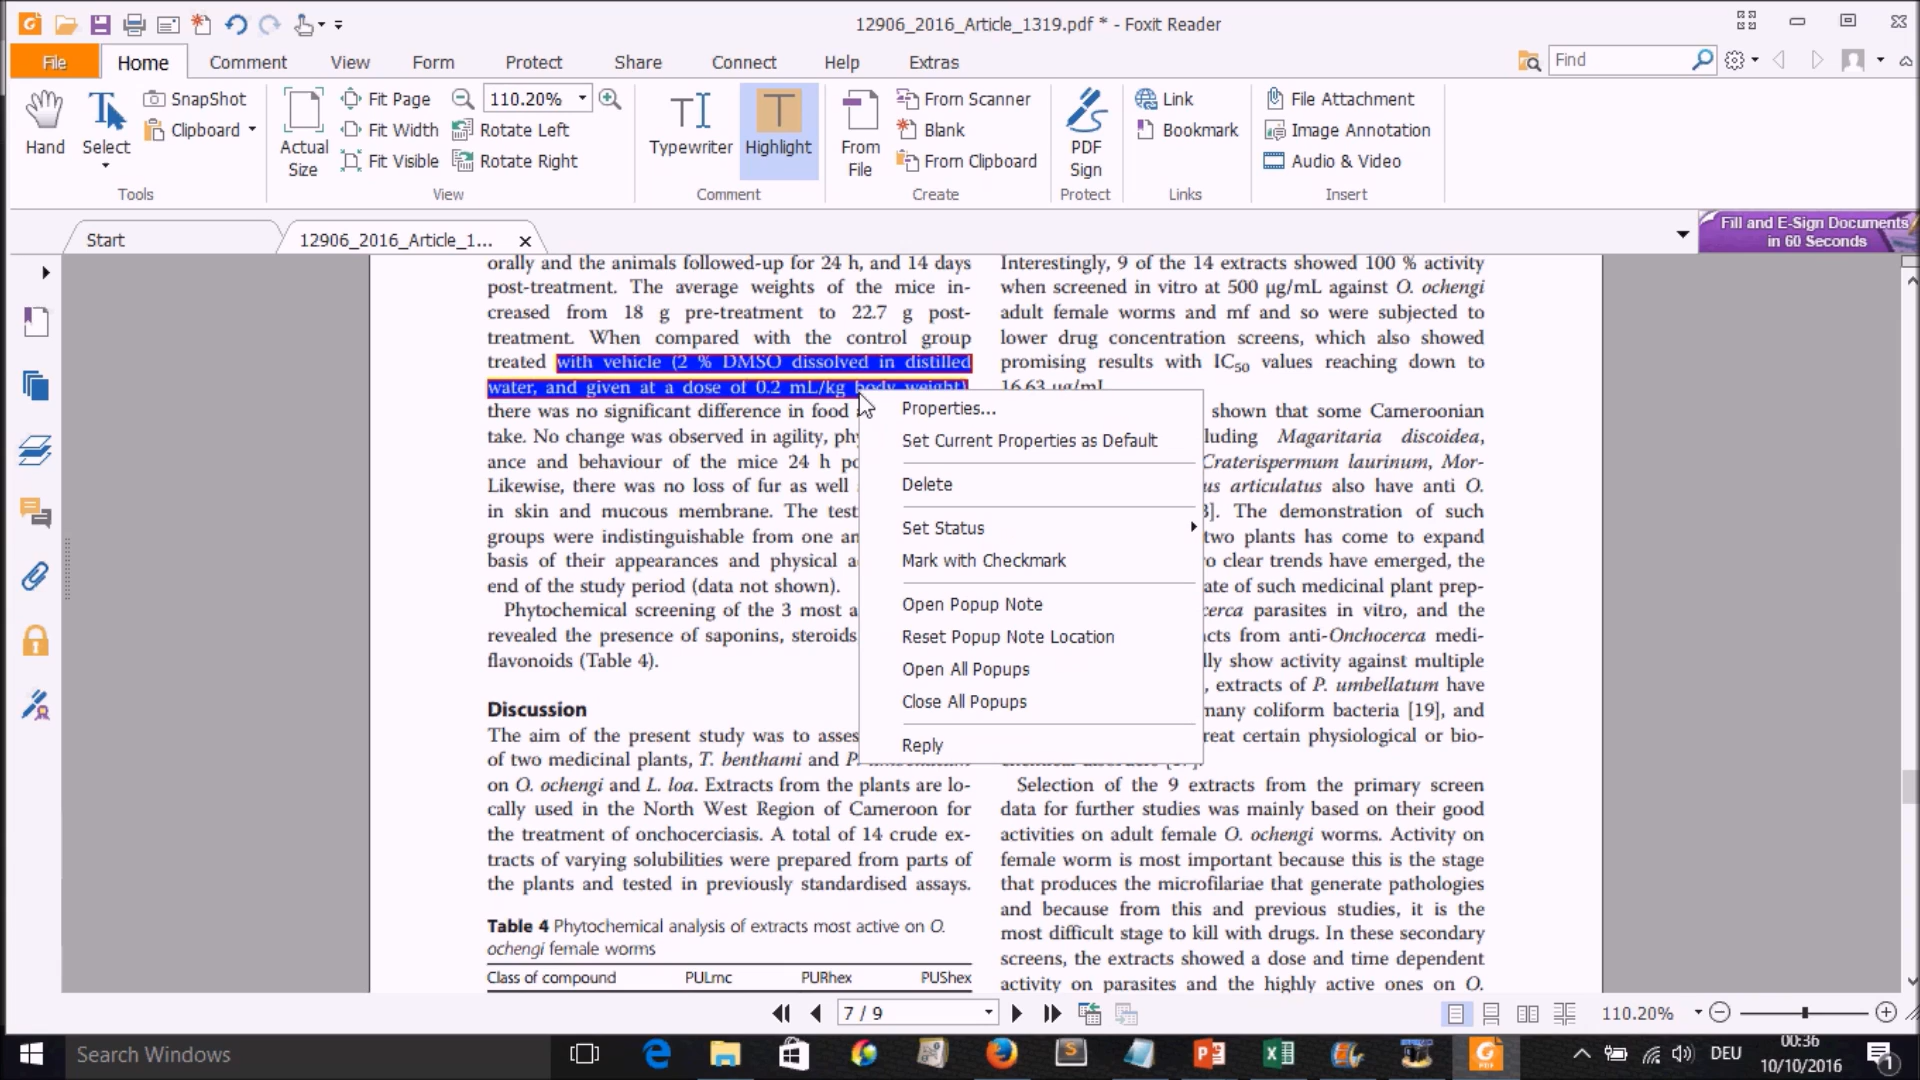 12906_2016_Article_1319.pdf * - Foxit Reader
File
Home
Comment
View
Form
Protect
Share
Connect
Help
Extras
Find
Hand
Select
SnapShot
Clipboard
Tools
Actual
Size
Fit Page
Fit Width
Fit Visible
110.20%
Rotate Left
Rotate Right
View
Typewriter
Highlight
Comment
From
File
From Scanner
Blank
From Clipboard
Create
PDF
Sign
Protect
Link
Bookmark
Links
File Attachment
Image Annotation
Audio & Video
Insert
Start
12906_2016_Article_1...
Fill and E-Sign Documents
in 60 Seconds
orally and the animals followed-up for 24 h, and 14 days
post-treatment. The average weights of the mice in-
creased from 18 g pre-treatment to 22.7 g post-
treatment. When compared with the control group
treated with vehicle (2 % DMSO dissolved in distilled
water, and given at a dose of 0.2 mL/kg body weight)
there was no significant difference in food
take. No change was observed in agility, phy
ance and behaviour of the mice 24 h po
Likewise, there was no loss of fur as well
in skin and mucous membrane. The test
groups were indistinguishable from one an
basis of their appearances and physical a
end of the study period (data not shown).
Phytochemical screening of the 3 most a
revealed the presence of saponins, steroids
flavonoids (Table 4).
Discussion
The aim of the present study was to asses
of two medicinal plants, T. benthami and P.
on O. ochengi and L. loa. Extracts from the plants are lo-
cally used in the North West Region of Cameroon for
the treatment of onchocerciasis. A total of 14 crude ex-
tracts of varying solubilities were prepared from parts of
the plants and tested in previously standardised assays.
Table 4 Phytochemical analysis of extracts most active on O.
ochengi female worms
Class of compound PULmc PURhex PUShex
Interestingly, 9 of the 14 extracts showed 100 % activity
when screened in vitro at 500 μg/mL against O. ochengi
adult female worms and mf and so were subjected to
lower drug concentration screens, which also showed
promising results with IC50 values reaching down to
16.63 μg/mL
shown that some Cameroonian
luding Magaritaria discoidea,
Craterispermum laurinum, Mor-
us articulatus also have anti O.
3]. The demonstration of such
two plants has come to expand
o clear trends have emerged, the
ate of such medicinal plant prep-
cerca parasites in vitro, and the
cts from anti-Onchocerca medi-
lly show activity against multiple
, extracts of P. umbellatum have
many coliform bacteria [19], and
reat certain physiological or bio-
Selection of the 9 extracts from the primary screen
data for further studies was mainly based on their good
activities on adult female O. ochengi worms. Activity on
female worm is most important because this is the stage
that produces the microfilariae that generate pathologies
and because from this and previous studies, it is the
most difficult stage to kill with drugs. In these secondary
screens, the extracts showed a dose and time dependent
activity on parasites and the highly active ones on O.
Properties...
Set Current Properties as Default
Delete
Set Status
Mark with Checkmark
Open Popup Note
Reset Popup Note Location
Open All Popups
Close All Popups
Reply
7 / 9
110.20%
Search Windows
DEU
00:36
10/10/2016
1